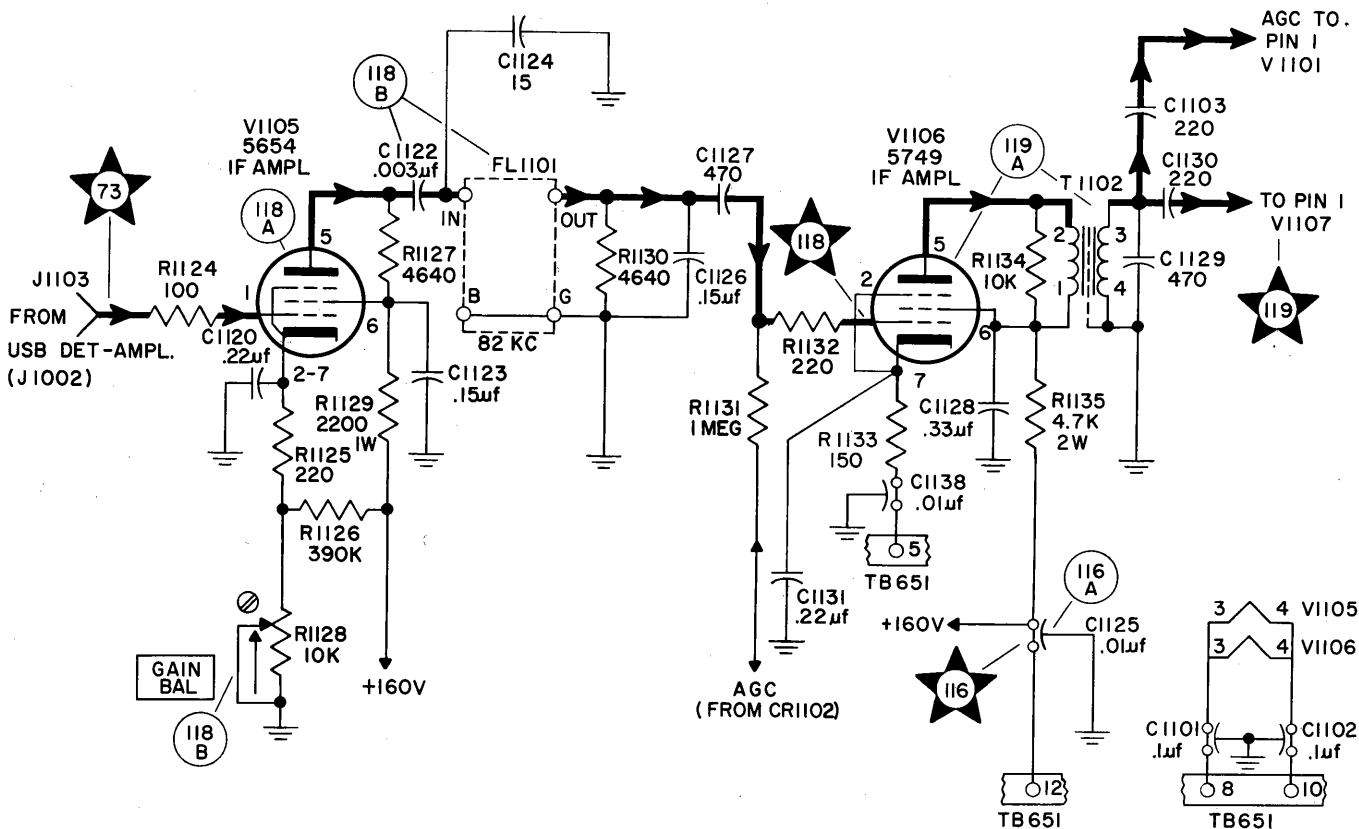 AGC TO.
PIN 1
V1101
C1124
15
118
B
V1105
5654
IF AMPL
C1122
.003µf
FL1101
C1127
470
V1106
5749
IF AMPL
119
A
C1103
220
C1130
220
T1102
73
118
A
5
IN
OUT
118
5
2
3
TO PIN 1
V1107
R1127
4640
R1130
4640
C1126
.15µf
2
R1134
10K
C1129
470
J1103
R1124
100
1
6
B
G
1
4
119
FROM
USB DET-AMPL.
(J1002)
C1120
.22µf
82 KC
R1132
220
6
2-7
C1123
.15µf
7
R1129
2200
1W
R1131
1 MEG
C1128
.33µf
R1135
4.7K
2W
R1125
220
R1133
150
C1138
.01µf
R1126
390K
5
TB651
C1131
.22µf
116
A
R1128
10K
GAIN
BAL
+160V
+160V
C1125
.01µf
3
4
V1105
3
4
V1106
118
B
AGC
(FROM CR1102)
116
C1101
.1µf
C1102
.1µf
12
8
10
TB651
TB651